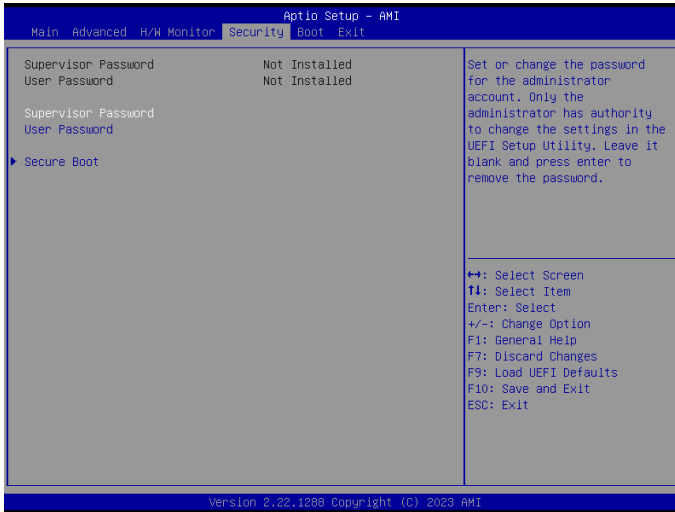 Aptio Setup – AMI
Main Advanced H/W Monitor Security Boot Exit
Supervisor Password Not Installed
User Password Not Installed
Supervisor Password
User Password
Secure Boot
Set or change the password
for the administrator
account. Only the
administrator has authority
to change the settings in the
UEFI Setup Utility. Leave it
blank and press enter to
remove the password.
↔: Select Screen
↑↓: Select Item
Enter: Select
+/-: Change Option
F1: General Help
F7: Discard Changes
F9: Load UEFI Defaults
F10: Save and Exit
ESC: Exit
Version 2.22.1288 Copyright (C) 2023 AMI